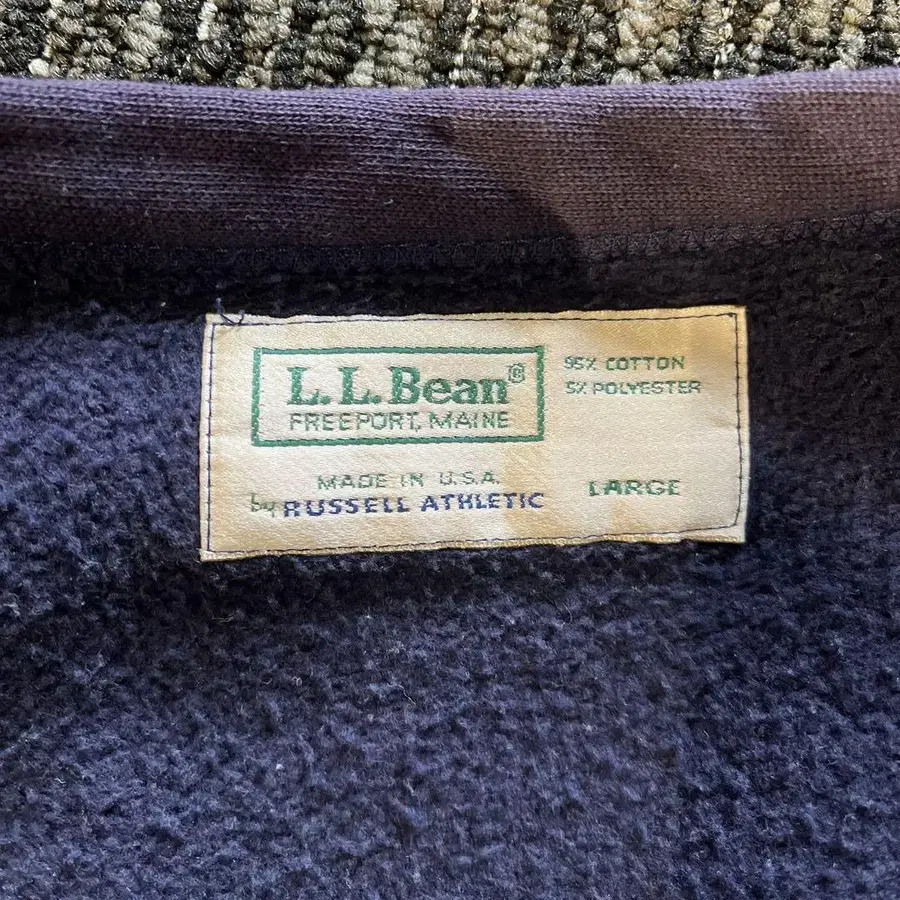 L.L.Bean®
FREEPORT, MAINE
95% COTTON
5% POLYESTER
MADE IN U.S.A.
by RUSSELL ATHLETIC
LARGE